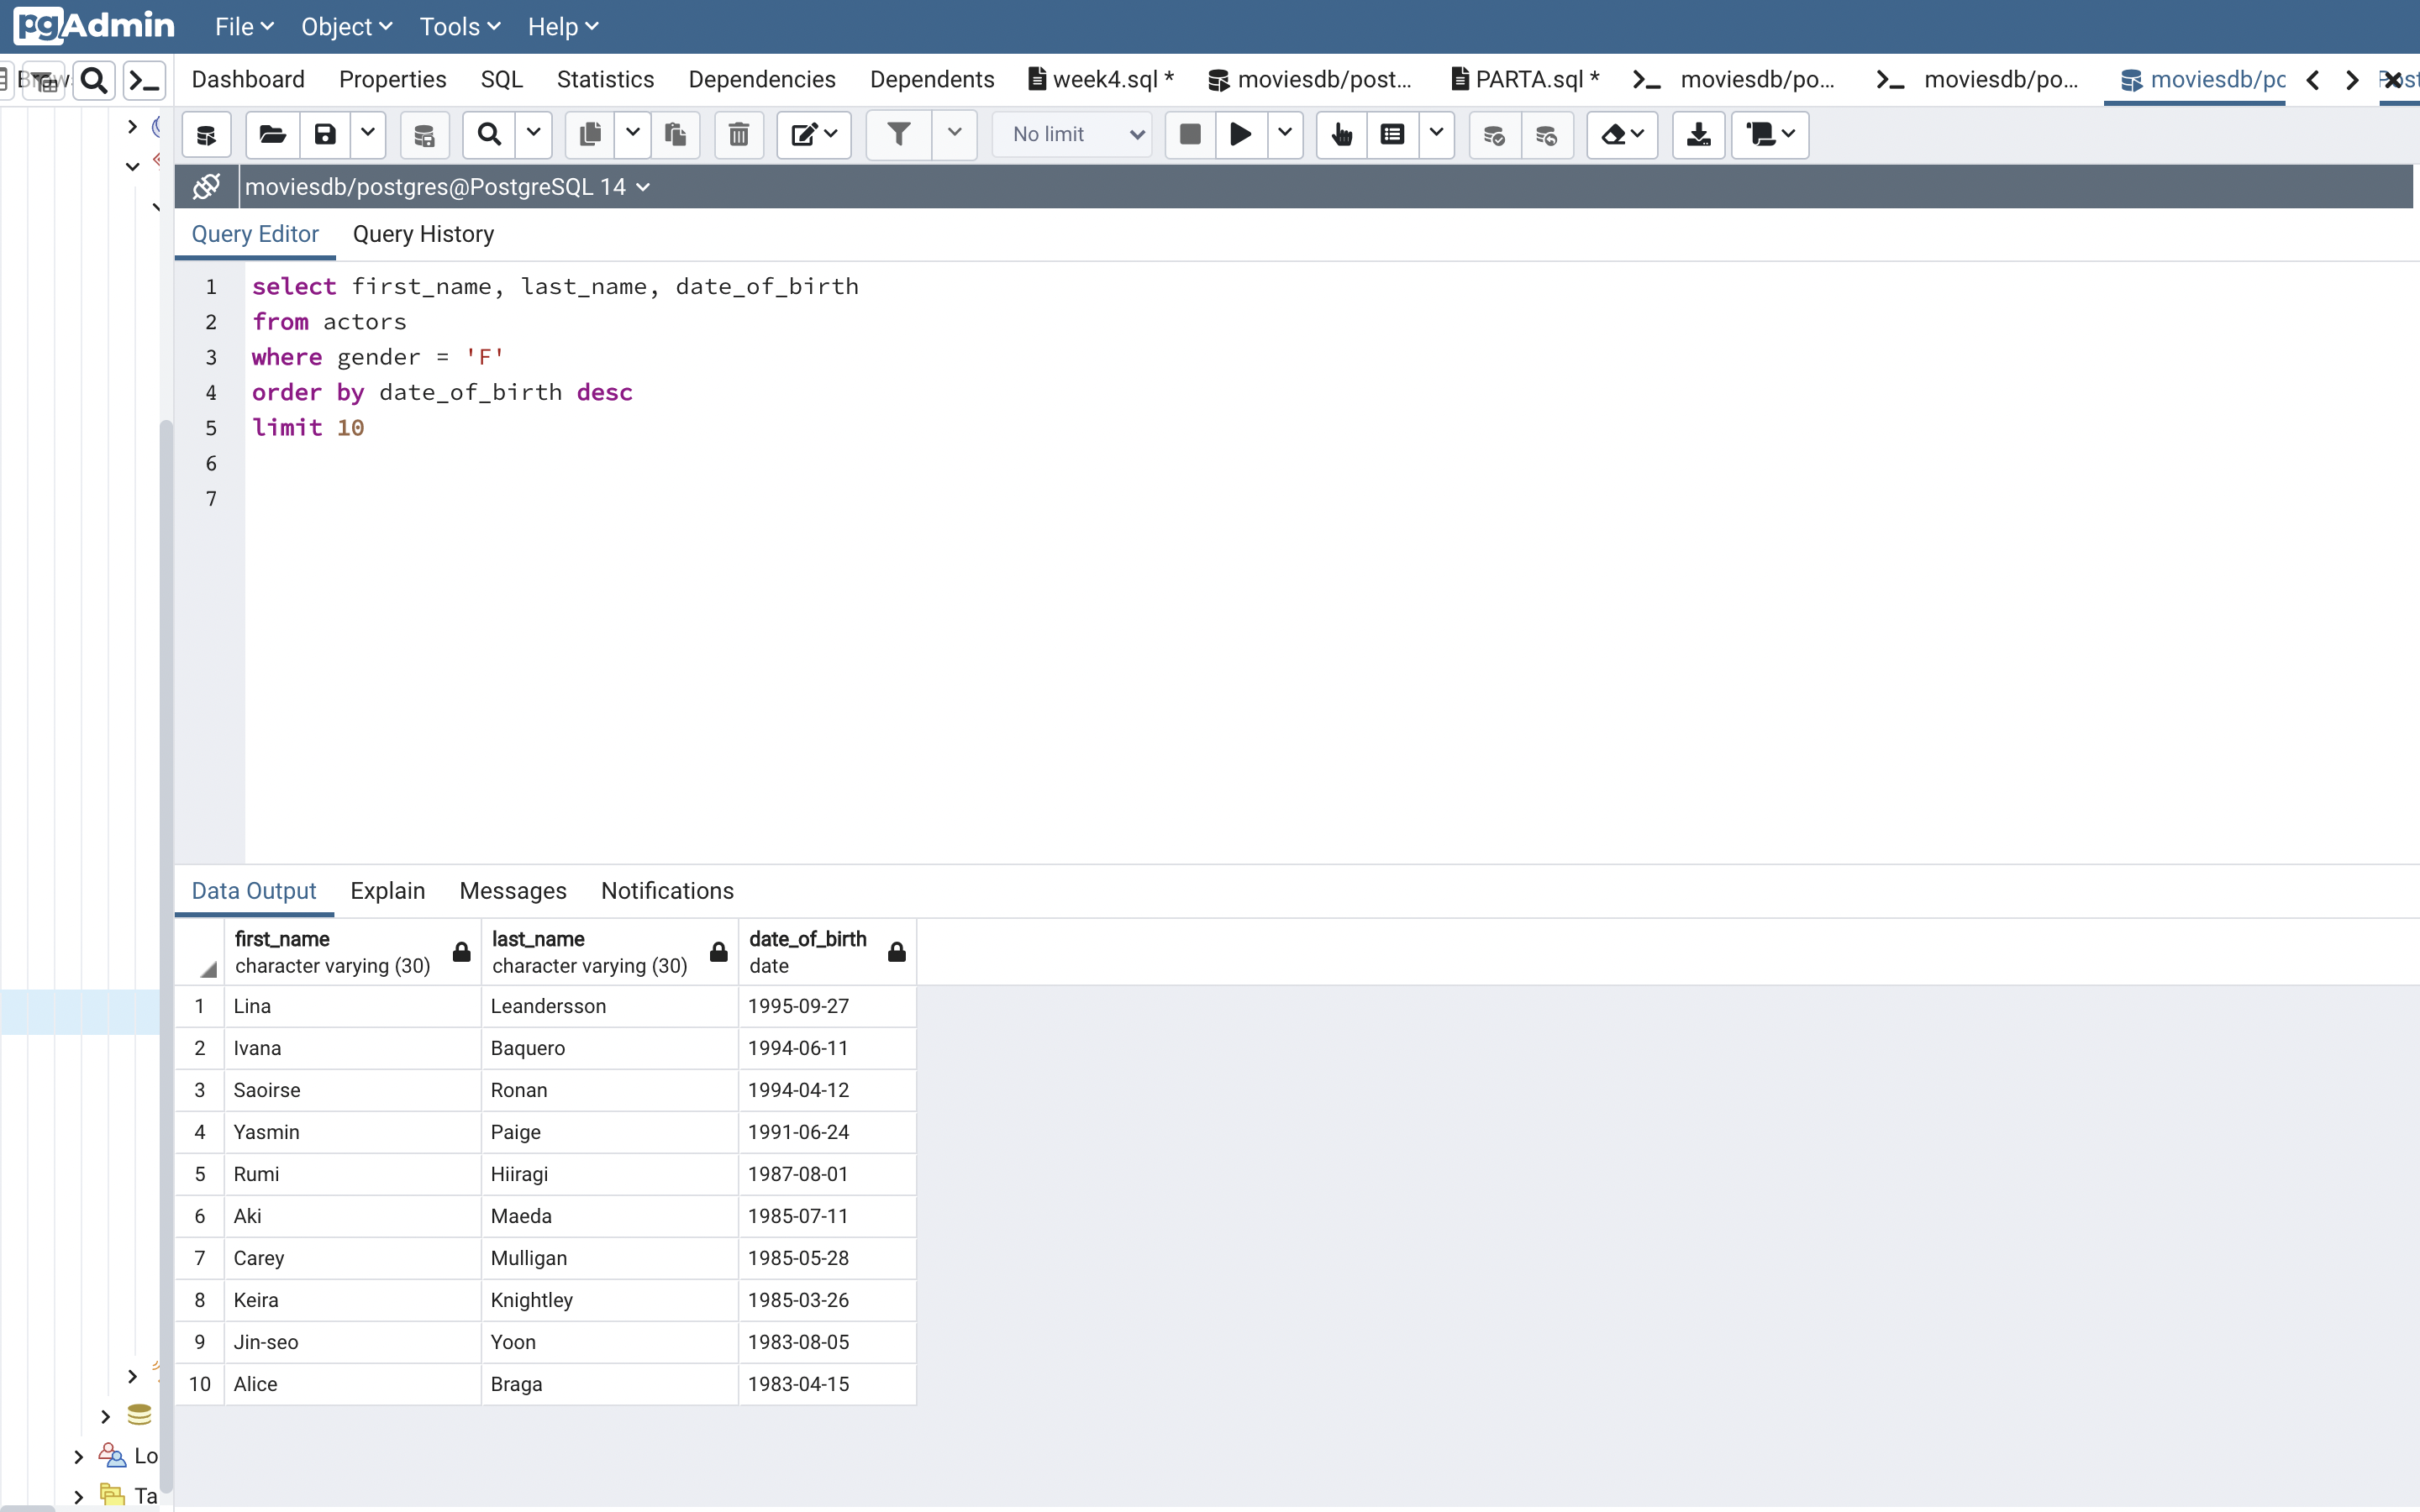 pgAdmin File Object Tools Help
Dashboard Properties SQL Statistics Dependencies Dependents week4.sql * moviesdb/post... PARTA.sql * moviesdb/po... moviesdb/po... moviesdb/pc
No limit
moviesdb/postgres@PostgreSQL 14
Query Editor Query History
1 select first_name, last_name, date_of_birth
2 from actors
3 where gender = 'F'
4 order by date_of_birth desc
5 limit 10
6
7
Data Output Explain Messages Notifications
first_name last_name date_of_birth
character varying (30) character varying (30) date
1 Lina Leandersson 1995-09-27
2 Ivana Baquero 1994-06-11
3 Saoirse Ronan 1994-04-12
4 Yasmin Paige 1991-06-24
5 Rumi Hiiragi 1987-08-01
6 Aki Maeda 1985-07-11
7 Carey Mulligan 1985-05-28
8 Keira Knightley 1985-03-26
9 Jin-seo Yoon 1983-08-05
10 Alice Braga 1983-04-15
Lo
Ta